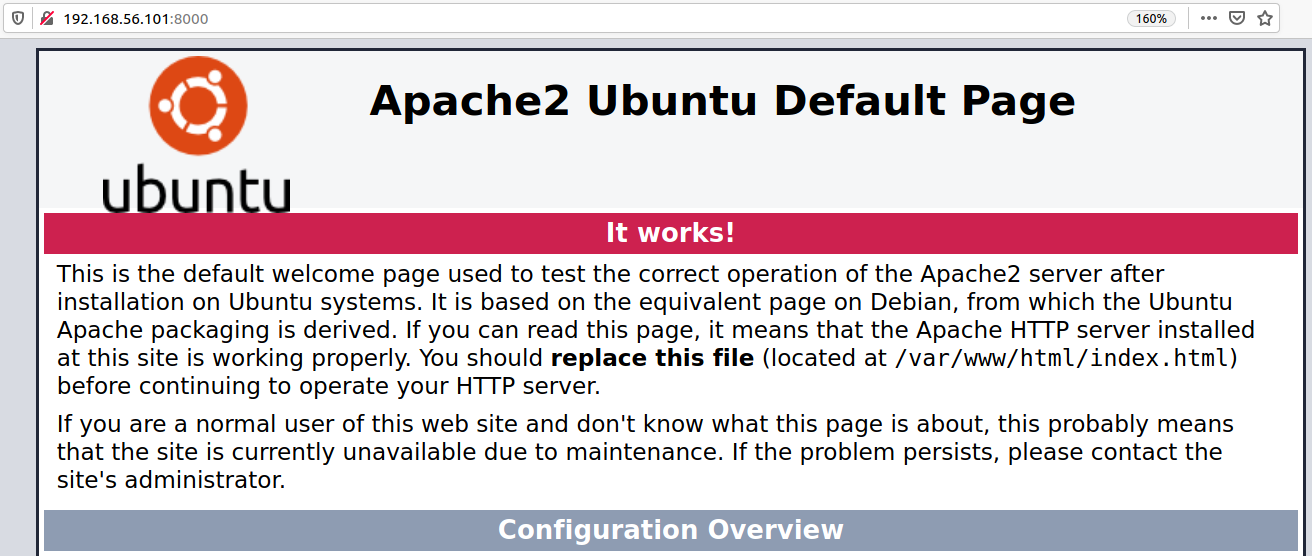 192.168.56.101:8000
160%
Apache2 Ubuntu Default Page
ubuntu
It works!
This is the default welcome page used to test the correct operation of the Apache2 server after
installation on Ubuntu systems. It is based on the equivalent page on Debian, from which the Ubuntu
Apache packaging is derived. If you can read this page, it means that the Apache HTTP server installed
at this site is working properly. You should replace this file (located at /var/www/html/index.html)
before continuing to operate your HTTP server.
If you are a normal user of this web site and don't know what this page is about, this probably means
that the site is currently unavailable due to maintenance. If the problem persists, please contact the
site's administrator.
Configuration Overview